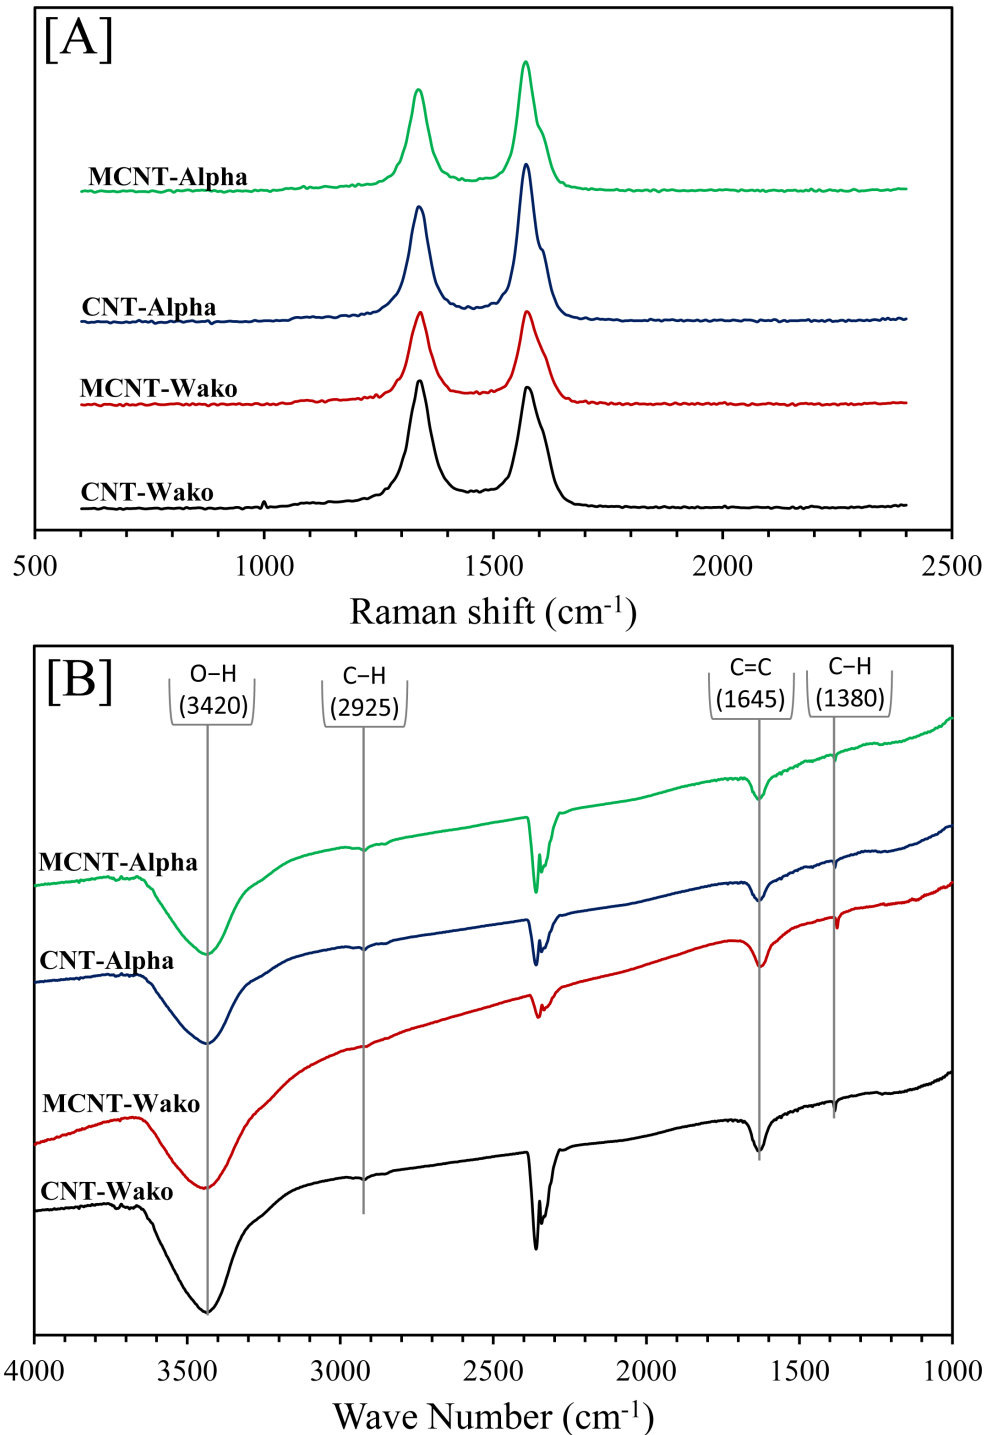 [A]
MCNT-Alpha
CNT-Alpha
MCNT-Wako
CNT-Wako
500 1000 1500 2000 2500
Raman shift (cm-1)
[B]
O−H C−H C=C C−H
(3420) (2925) (1645) (1380)
MCNT-Alpha
CNT-Alpha
MCNT-Wako
CNT-Wako
4000 3500 3000 2500 2000 1500 1000
Wave Number (cm-1)